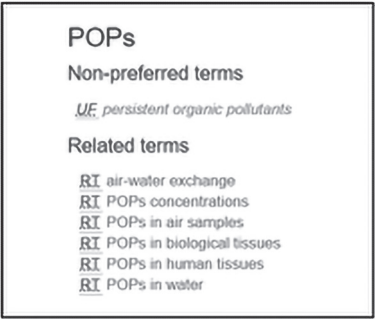 POPs
Non-preferred terms
UF persistent organic pollutants
Related terms
RT air-water exchange
RT POPs concentrations
RT POPs in air samples
RT POPs in biological tissues
RT POPs in human tissues
RT POPs in water